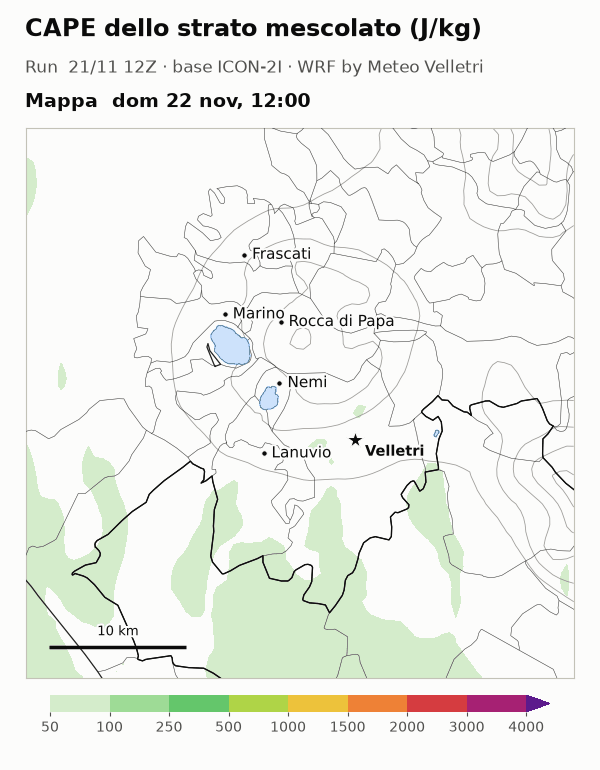 CAPE dello strato mescolato (J/kg)
Run  21/11 12Z · base ICON-2I · WRF by Meteo Velletri
Mappa  dom 22 nov, 12:00
Frascati
Marino
Rocca di Papa
Nemi
Velletri
Lanuvio
10 km
50 100 250 500 1000 1500 2000 3000 4000